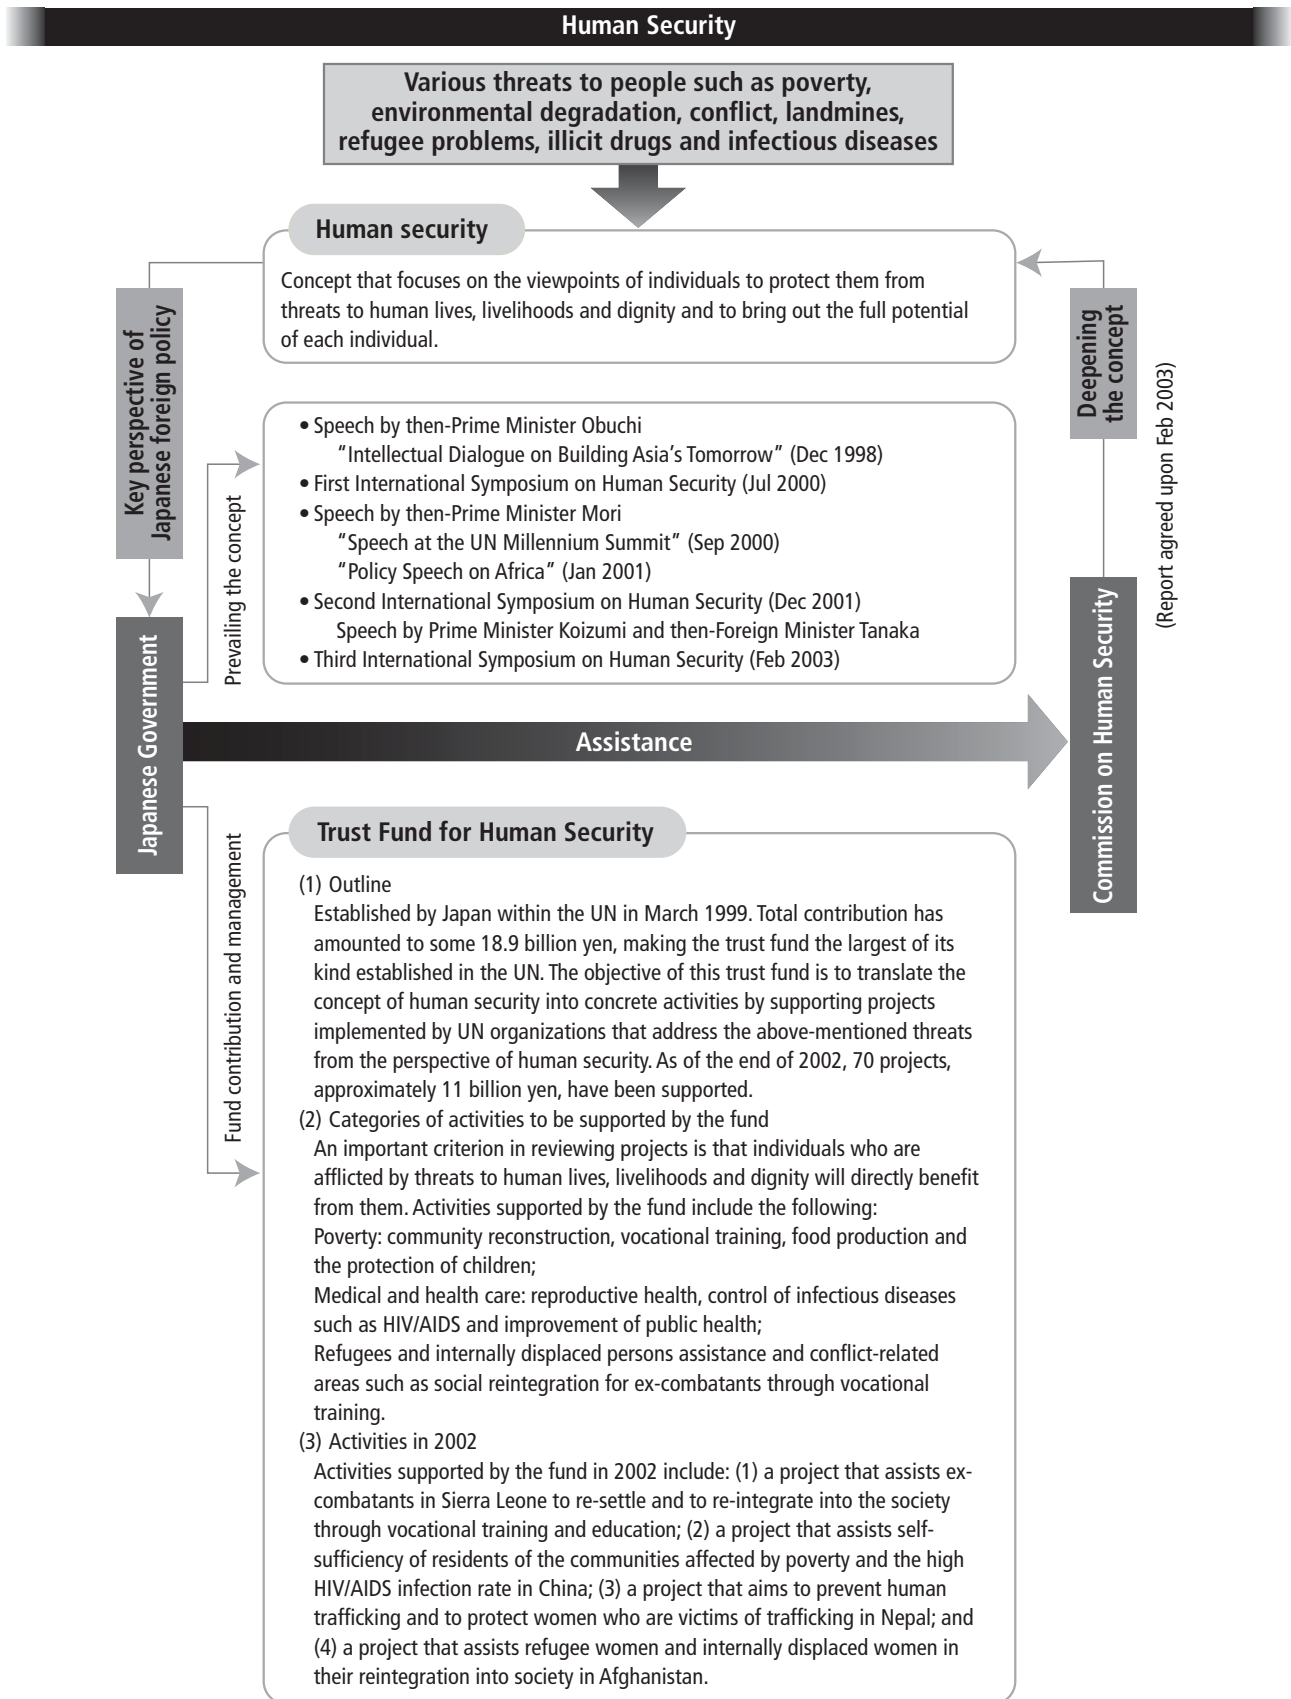 Human Security
Various threats to people such as poverty,
environmental degradation, conflict, landmines,
refugee problems, illicit drugs and infectious diseases
Human security
Concept that focuses on the viewpoints of individuals to protect them from
threats to human lives, livelihoods and dignity and to bring out the full potential
of each individual.
Key perspective of
Japanese foreign policy
Deepening
the concept
(Report agreed upon Feb 2003)
Prevailing the concept
• Speech by then-Prime Minister Obuchi
“Intellectual Dialogue on Building Asia’s Tomorrow” (Dec 1998)
• First International Symposium on Human Security (Jul 2000)
• Speech by then-Prime Minister Mori
“Speech at the UN Millennium Summit” (Sep 2000)
“Policy Speech on Africa” (Jan 2001)
• Second International Symposium on Human Security (Dec 2001)
Speech by Prime Minister Koizumi and then-Foreign Minister Tanaka
• Third International Symposium on Human Security (Feb 2003)
Japanese Government
Assistance
Commission on Human Security
Fund contribution and management
Trust Fund for Human Security
(1) Outline
Established by Japan within the UN in March 1999. Total contribution has
amounted to some 18.9 billion yen, making the trust fund the largest of its
kind established in the UN. The objective of this trust fund is to translate the
concept of human security into concrete activities by supporting projects
implemented by UN organizations that address the above-mentioned threats
from the perspective of human security. As of the end of 2002, 70 projects,
approximately 11 billion yen, have been supported.
(2) Categories of activities to be supported by the fund
An important criterion in reviewing projects is that individuals who are
afflicted by threats to human lives, livelihoods and dignity will directly benefit
from them. Activities supported by the fund include the following:
Poverty: community reconstruction, vocational training, food production and
the protection of children;
Medical and health care: reproductive health, control of infectious diseases
such as HIV/AIDS and improvement of public health;
Refugees and internally displaced persons assistance and conflict-related
areas such as social reintegration for ex-combatants through vocational
training.
(3) Activities in 2002
Activities supported by the fund in 2002 include: (1) a project that assists ex-
combatants in Sierra Leone to re-settle and to re-integrate into the society
through vocational training and education; (2) a project that assists self-
sufficiency of residents of the communities affected by poverty and the high
HIV/AIDS infection rate in China; (3) a project that aims to prevent human
trafficking and to protect women who are victims of trafficking in Nepal; and
(4) a project that assists refugee women and internally displaced women in
their reintegration into society in Afghanistan.